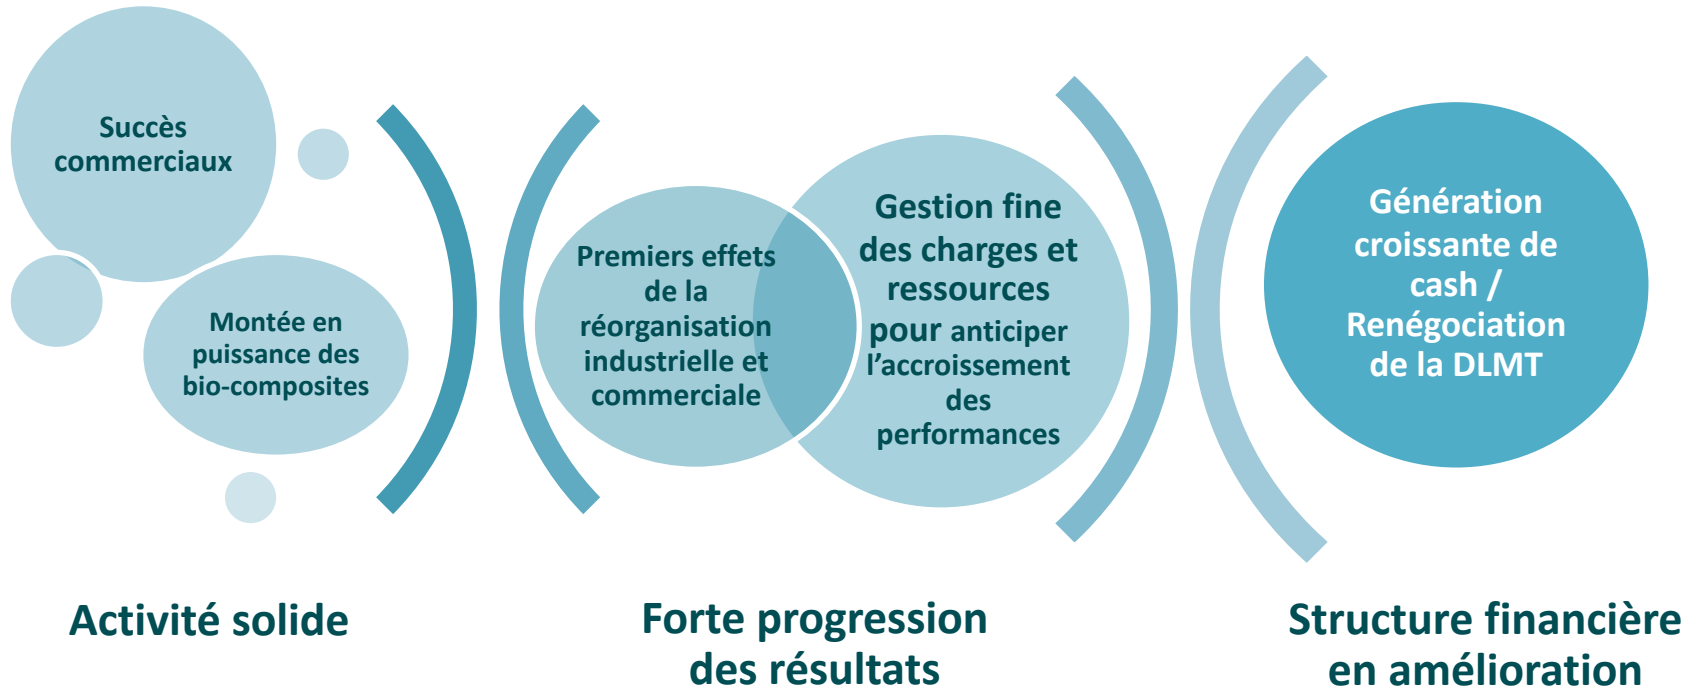 Succès
commerciaux
Montée en
puissance des
bio-composites
Activité solide
Premiers effets
de la
réorganisation
industrielle et
commerciale
Gestion fine
des charges et
ressources
pour anticiper
l’accroissement
des
performances
Forte progression
des résultats
Génération
croissante de
cash /
Renégociation
de la DLMT
Structure financière
en amélioration